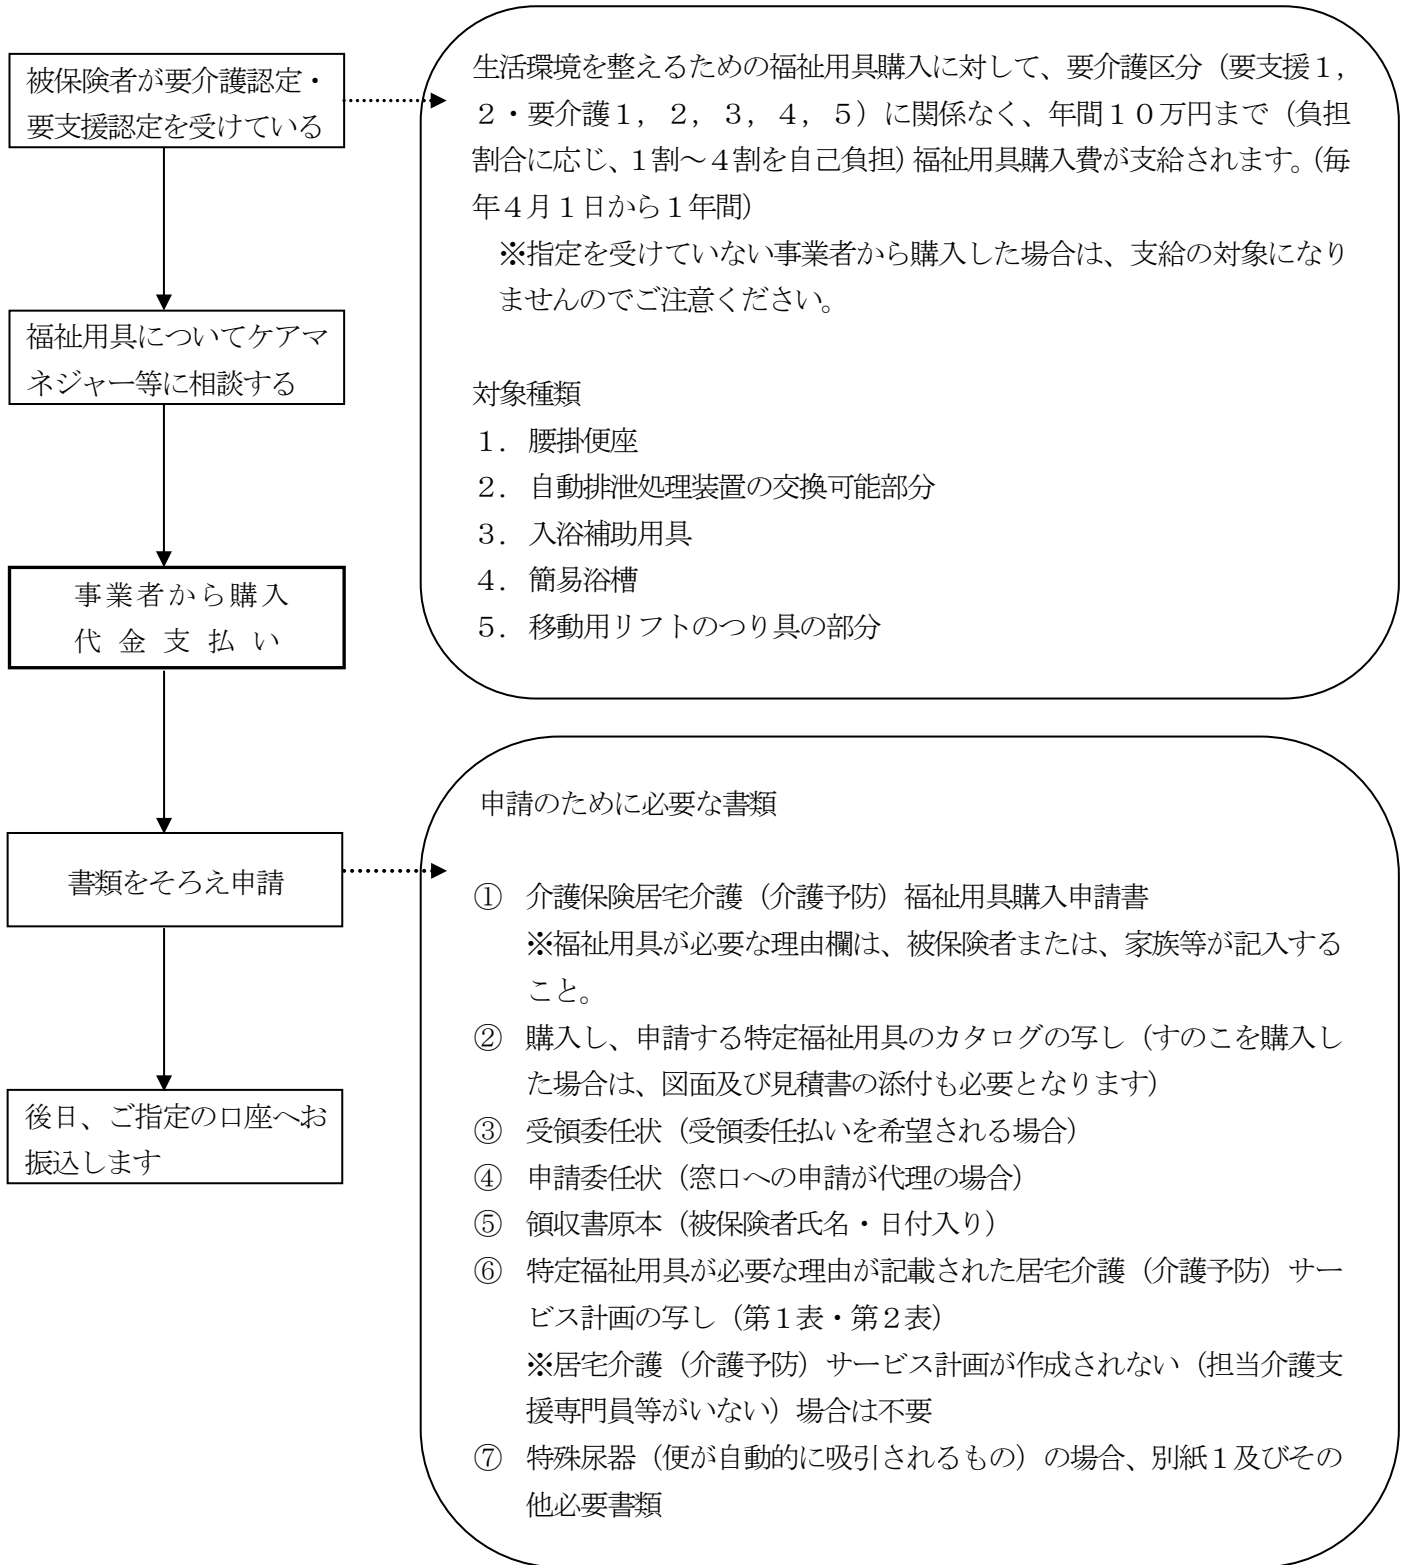 被保険者が要介護認定・
要支援認定を受けている
生活環境を整えるための福祉用具購入に対して、要介護区分（要支援１，
２・要介護１，２，３，４，５）に関係なく、年間１０万円まで（負担
割合に応じ、１割～４割を自己負担）福祉用具購入費が支給されます。（毎
年４月１日から１年間）
※指定を受けていない事業者から購入した場合は、支給の対象になり
ませんのでご注意ください。
福祉用具についてケアマ
ネジャー等に相談する
対象種類
１．腰掛便座
２．自動排泄処理装置の交換可能部分
３．入浴補助用具
４．簡易浴槽
５．移動用リフトのつり具の部分
事業者から購入
代金支払い
書類をそろえ申請
申請のために必要な書類
① 介護保険居宅介護（介護予防）福祉用具購入申請書
※福祉用具が必要な理由欄は、被保険者または、家族等が記入する
こと。
② 購入し、申請する特定福祉用具のカタログの写し（すのこを購入し
た場合は、図面及び見積書の添付も必要となります）
③ 受領委任状（受領委任払いを希望される場合）
④ 申請委任状（窓口への申請が代理の場合）
⑤ 領収書原本（被保険者氏名・日付入り）
⑥ 特定福祉用具が必要な理由が記載された居宅介護（介護予防）サー
ビス計画の写し（第１表・第２表）
※居宅介護（介護予防）サービス計画が作成されない（担当介護支
援専門員等がいない）場合は不要
⑦ 特殊尿器（便が自動的に吸引されるもの）の場合、別紙１及びその
他必要書類
後日、ご指定の口座へお
振込します